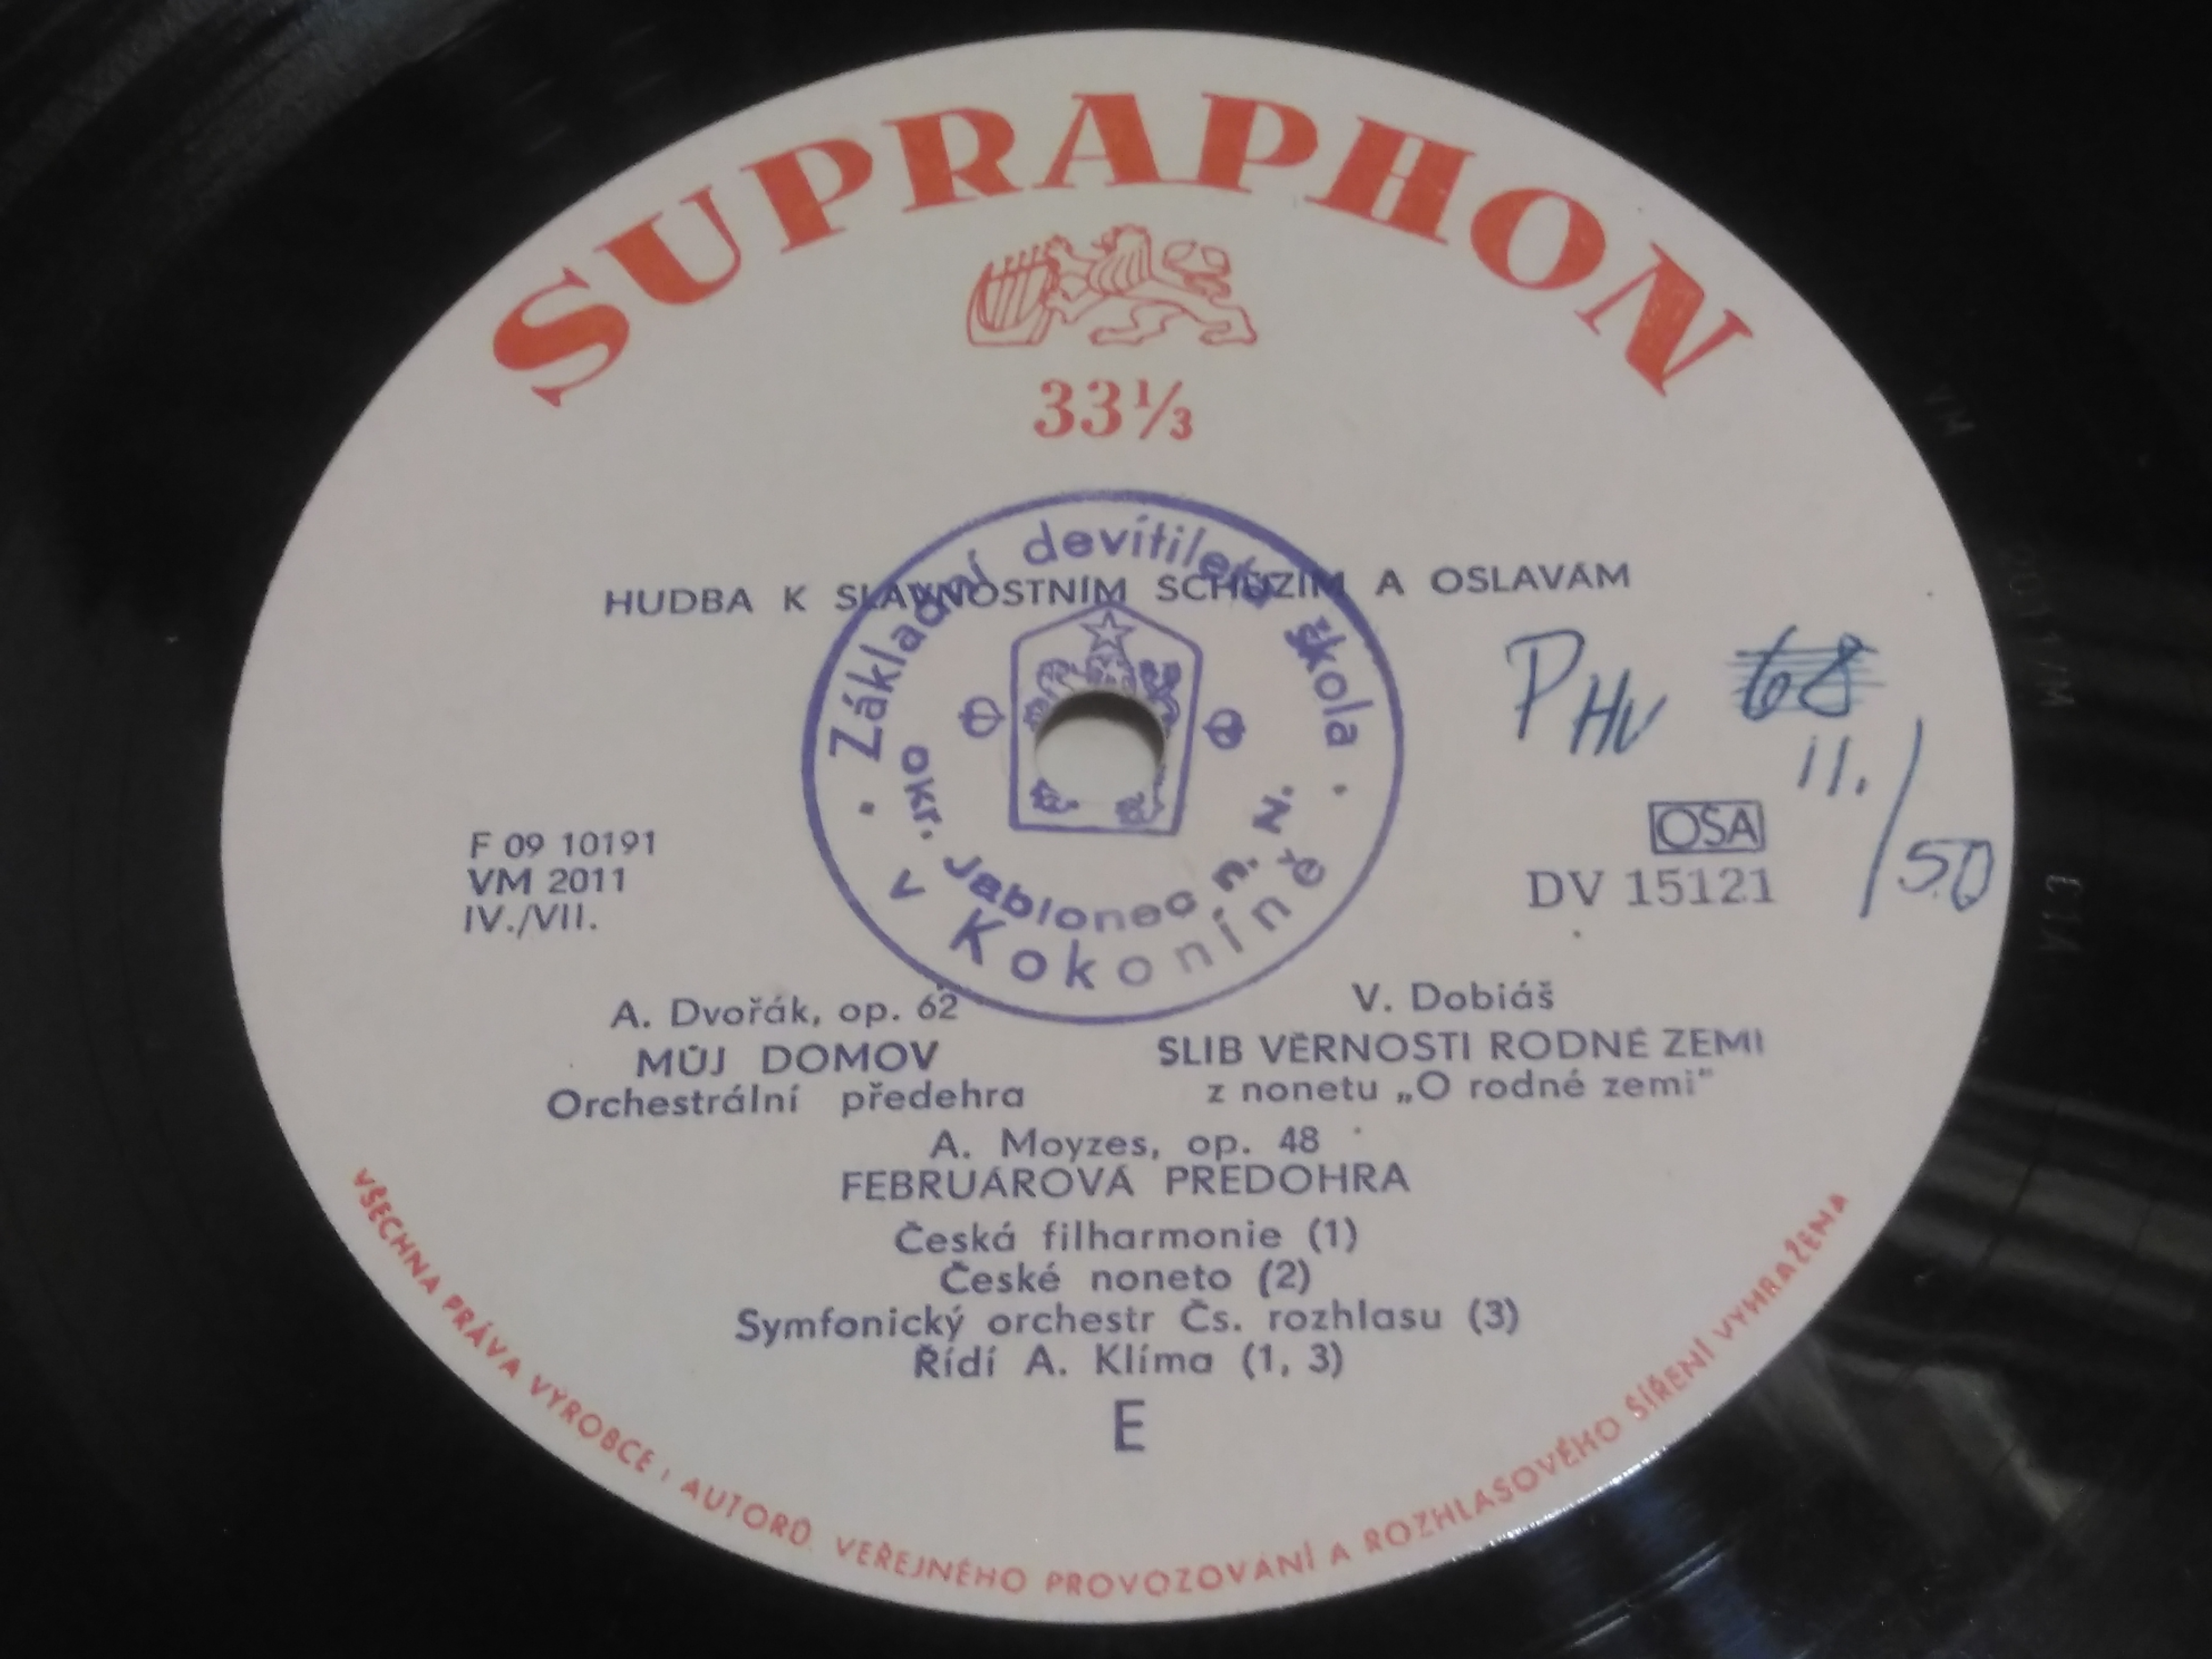 SUPRAPHON
33⅓
HUDBA K SLAVNOSTNÍM SCHŮZÍM A OSLAVÁM
Základní devítiletá škola
v Kokoníně
okr. Jablonec n. N.
PHV 68
11./50
OSA
DV 15121
F 09 10191
VM 2011
IV./VII.
A. Dvořák, op. 62
MŮJ DOMOV
Orchestrální předehra
V. Dobiáš
SLIB VĚRNOSTI RODNÉ ZEMI
z nonetu „O rodné zemi"
A. Moyzes, op. 48
FEBRUÁROVÁ PREDOHRA
Česká filharmonie (1)
České noneto (2)
Symfonický orchestr Čs. rozhlasu (3)
Řídí A. Klíma (1, 3)
E
VŠECHNA PRÁVA VÝROBCE I AUTORŮ VEŘEJNÉHO PROVOZOVÁNÍ A ROZHLASOVÉHO ŠÍŘENÍ VYHRAŽENA